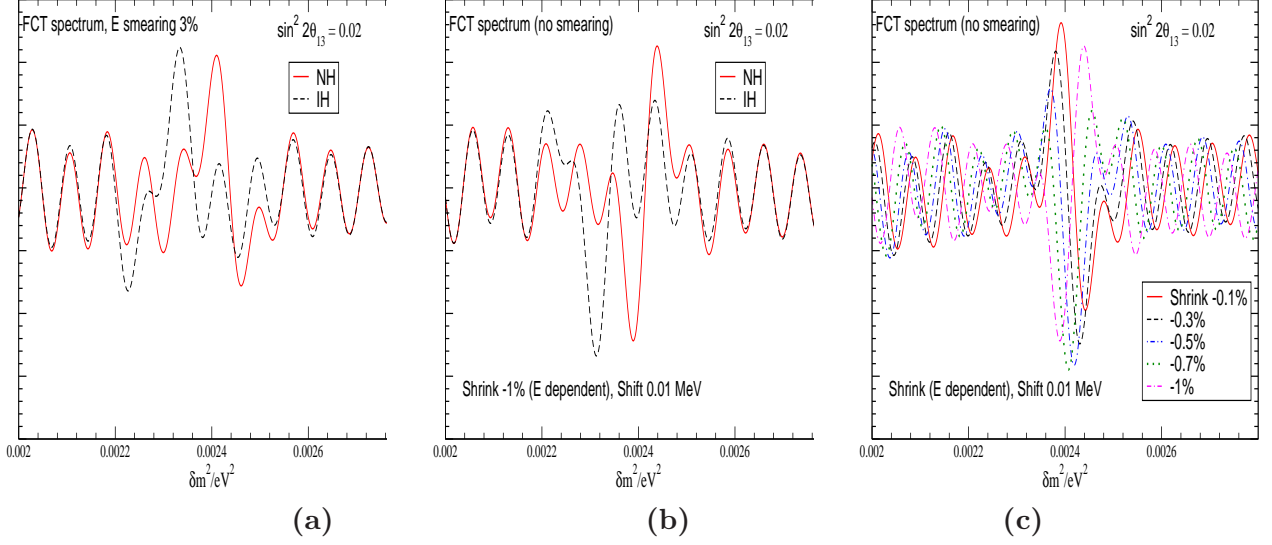 FCT spectrum, E smearing 3%
sin² 2θ₁₃ = 0.02
NH
IH
0.002
0.0022
0.0024
0.0026
δm²/eV²
(a)
FCT spectrum (no smearing)
sin² 2θ₁₃ = 0.02
NH
IH
Shrink -1% (E dependent), Shift 0.01 MeV
0.002
0.0022
0.0024
0.0026
δm²/eV²
(b)
FCT spectrum (no smearing)
sin² 2θ₁₃ = 0.02
Shrink -0.1%
-0.3%
-0.5%
-0.7%
-1%
Shrink (E dependent), Shift 0.01 MeV
0.002
0.0022
0.0024
0.0026
δm²/eV²
(c)